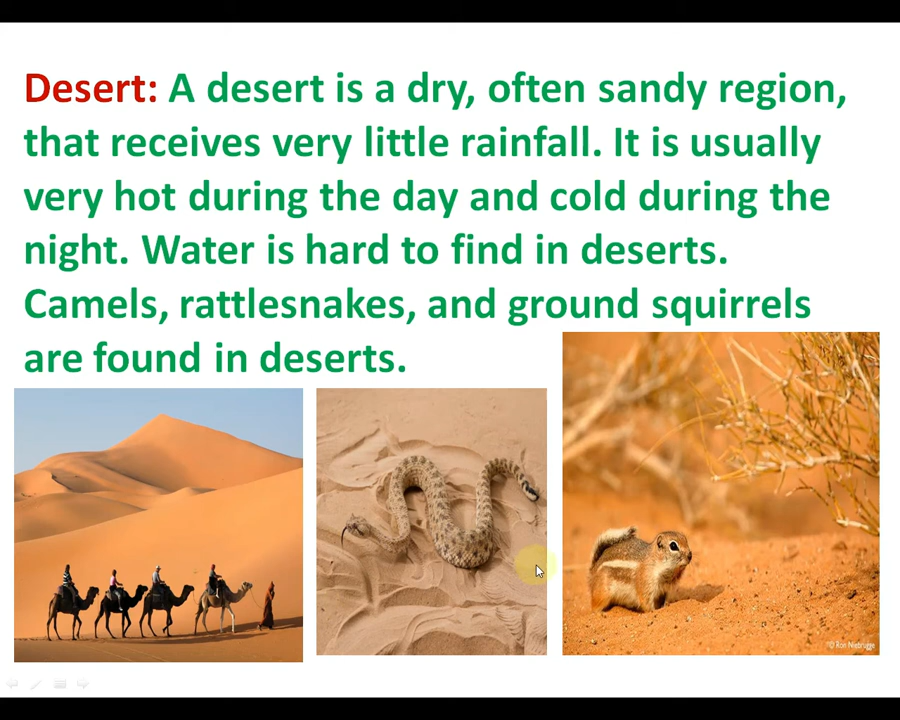 Desert: A desert is a dry, often sandy region,
that receives very little rainfall. It is usually
very hot during the day and cold during the
night. Water is hard to find in deserts.
Camels, rattlesnakes, and ground squirrels
are found in deserts.
© Ron Niebrugge